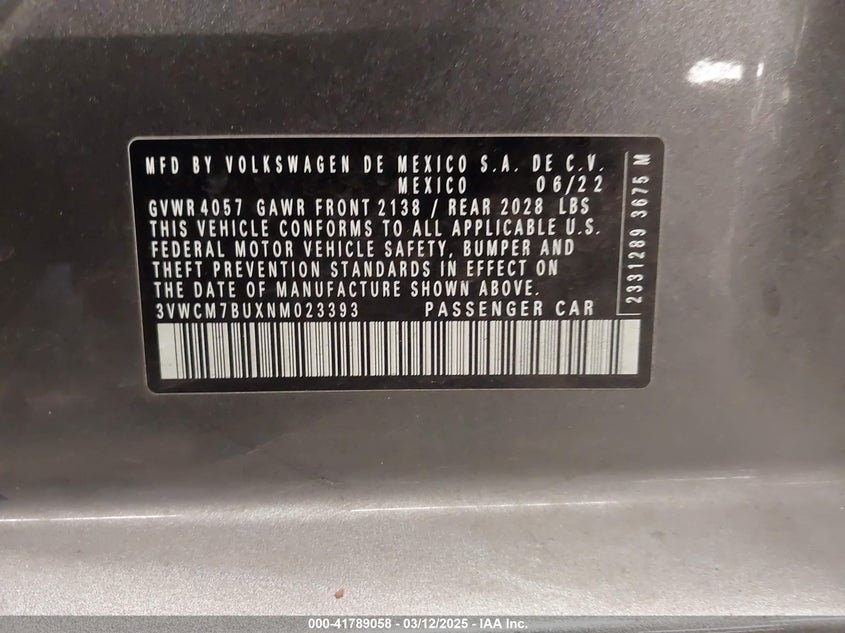 MFD BY VOLKSWAGEN DE MEXICO S.A. DE C.V.
MEXICO 06/22
GVWR 4057 GAWR FRONT 2138 / REAR 2028 LBS
THIS VEHICLE CONFORMS TO ALL APPLICABLE U.S.
FEDERAL MOTOR VEHICLE SAFETY, BUMPER AND
THEFT PREVENTION STANDARDS IN EFFECT ON
THE DATE OF MANUFACTURE SHOWN ABOVE.
3VWCM7BUXNM023393 PASSENGER CAR
2331289 3675 M
000-41789058 - 03/12/2025 - IAA Inc.